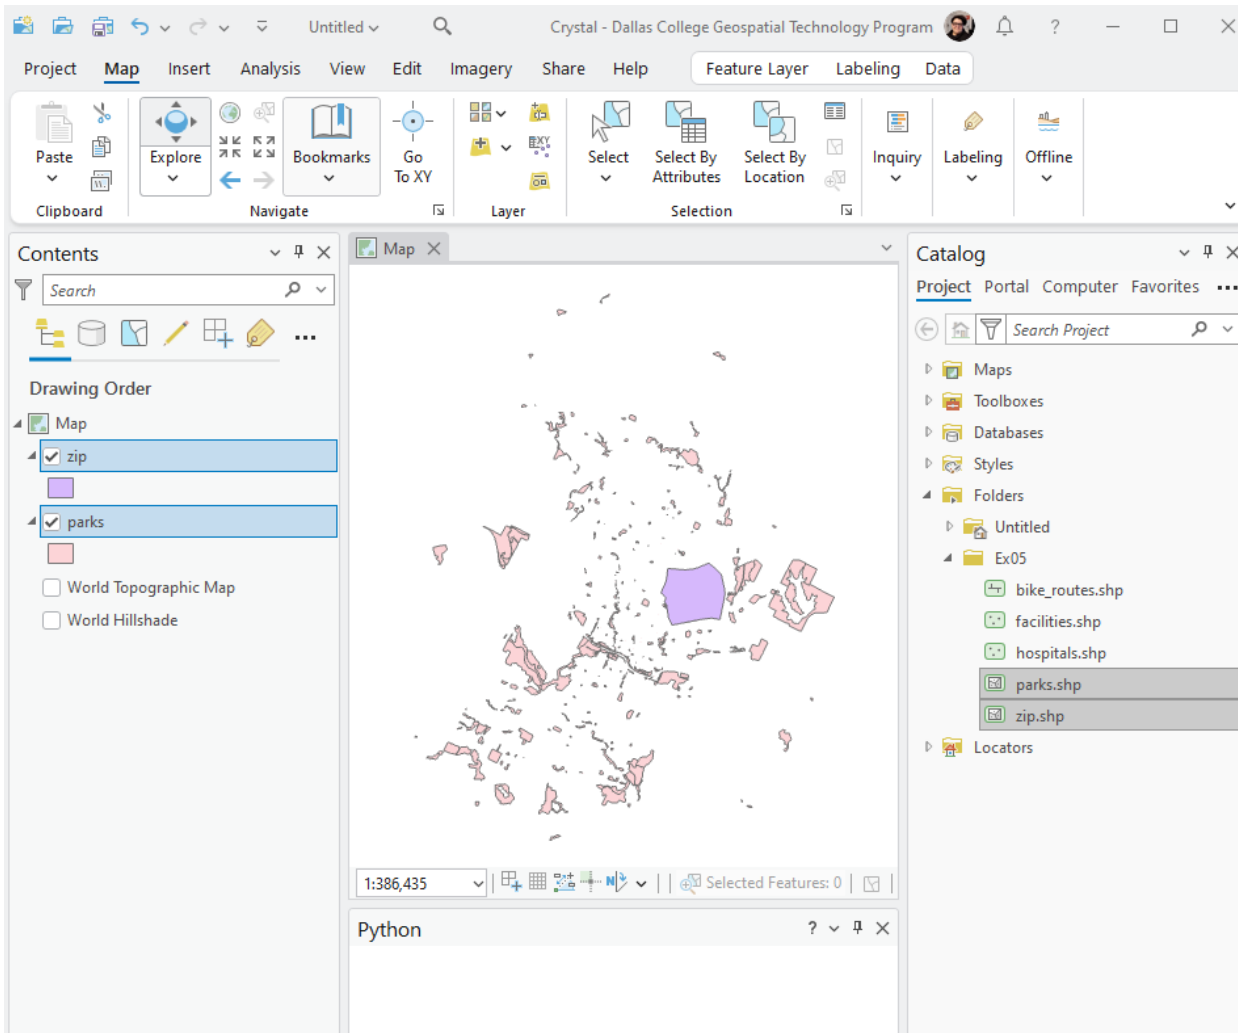 Untitled
Crystal - Dallas College Geospatial Technology Program
?
Project Map Insert Analysis View Edit Imagery Share Help Feature Layer Labeling Data
Paste
Explore
Bookmarks
Go
To XY
Select
Select By
Attributes
Select By
Location
Inquiry
Labeling
Offline
Clipboard
Navigate
Layer
Selection
Contents
Search
Drawing Order
Map
zip
parks
World Topographic Map
World Hillshade
Map
1:386,435
N
Selected Features: 0
Python
?
Catalog
Project Portal Computer Favorites
Search Project
Maps
Toolboxes
Databases
Styles
Folders
Untitled
Ex05
bike_routes.shp
facilities.shp
hospitals.shp
parks.shp
zip.shp
Locators